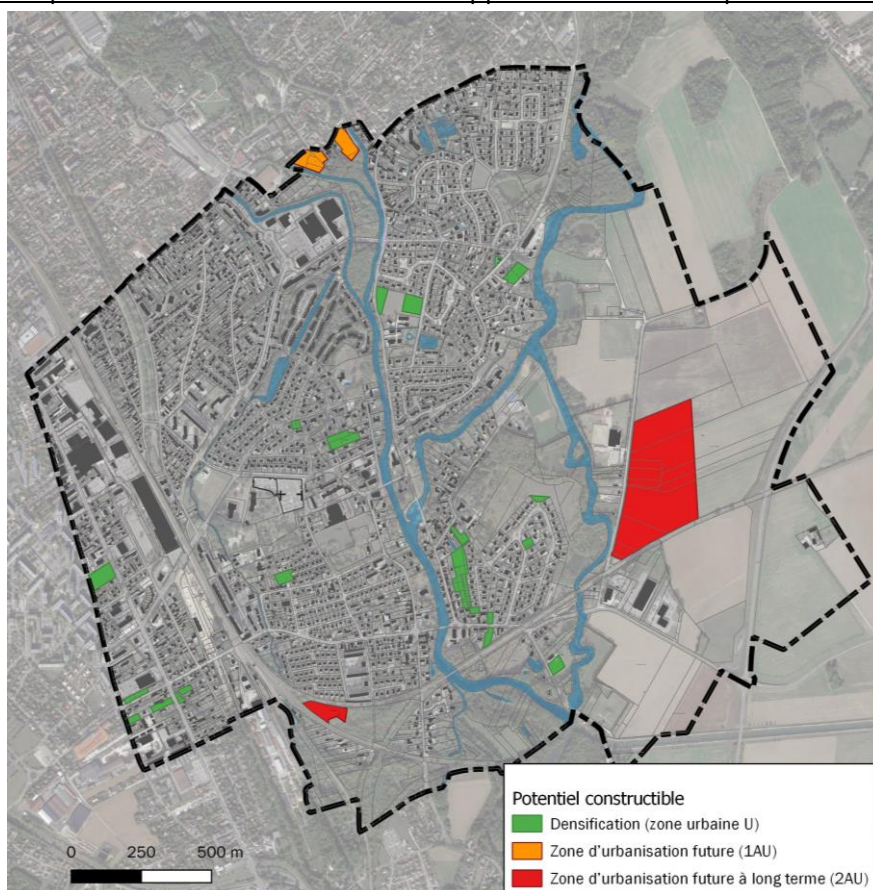 0 250 500 m
Potentiel constructible
Densification (zone urbaine U)
Zone d'urbanisation future (1AU)
Zone d'urbanisation future à long terme (2AU)